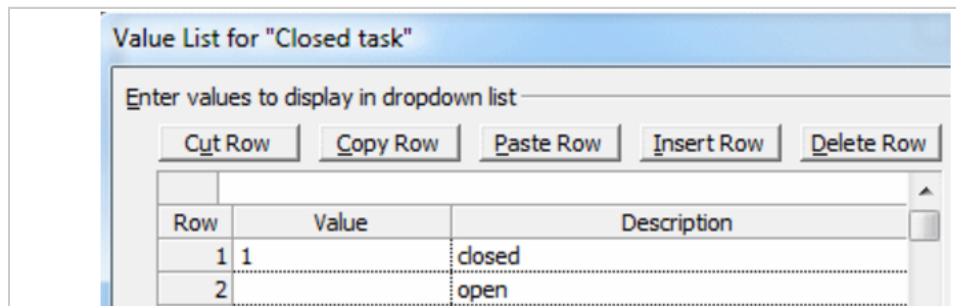 Value List for "Closed task"
Enter values to display in dropdown list
Cut Row Copy Row Paste Row Insert Row Delete Row
Row Value Description
1 1 closed
2 open